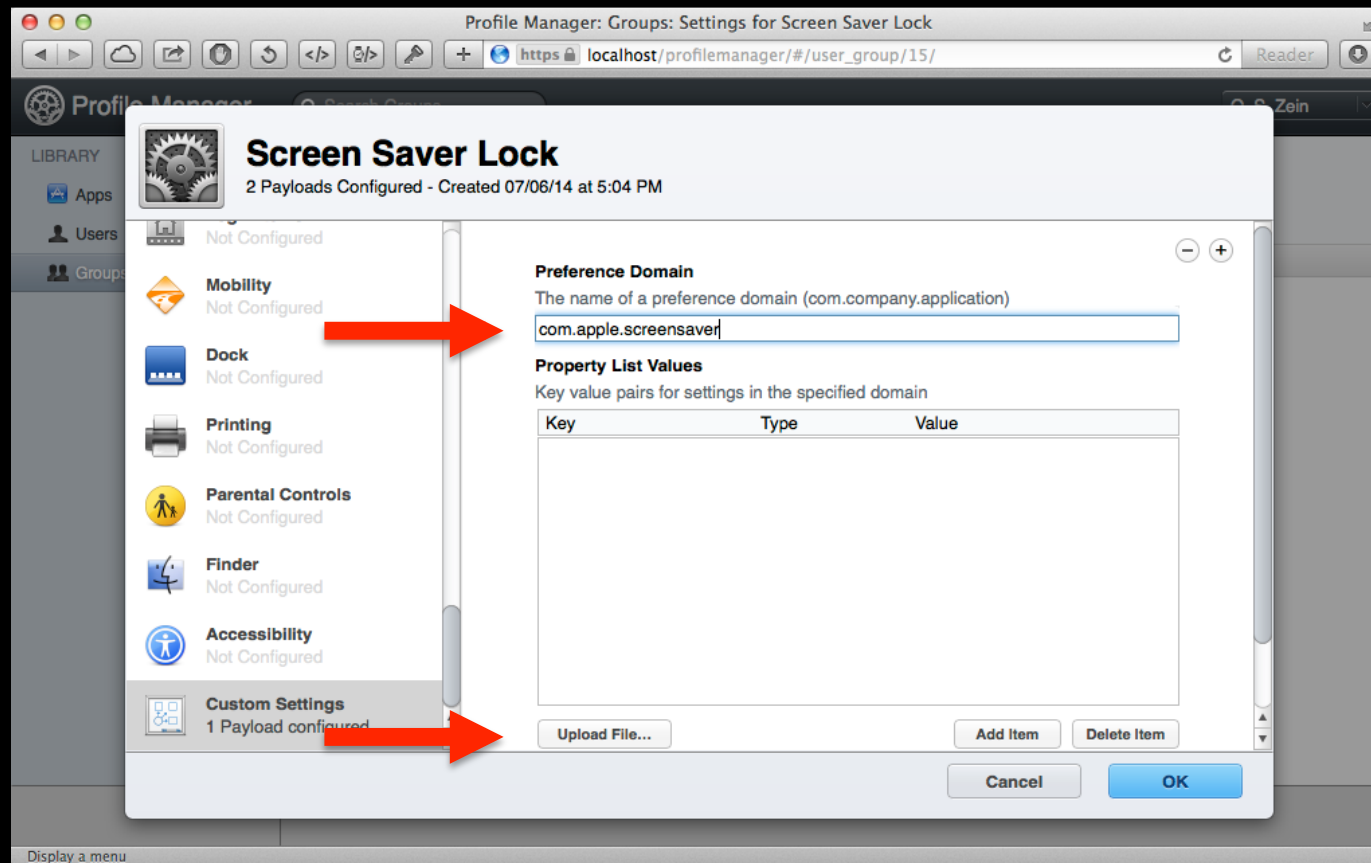 Profile Manager: Groups: Settings for Screen Saver Lock
https localhost/profilemanager/#/user_group/15/
Reader
Profile Manager
Search Groups
Zein
LIBRARY
Apps
Users
Groups
Screen Saver Lock
2 Payloads Configured - Created 07/06/14 at 5:04 PM
Not Configured
Mobility
Not Configured
Dock
Not Configured
Printing
Not Configured
Parental Controls
Not Configured
Finder
Not Configured
Accessibility
Not Configured
Custom Settings
1 Payload configured
Preference Domain
The name of a preference domain (com.company.application)
com.apple.screensaver
Property List Values
Key value pairs for settings in the specified domain
Key Type Value
Upload File...
Add Item
Delete Item
Cancel
OK
Display a menu